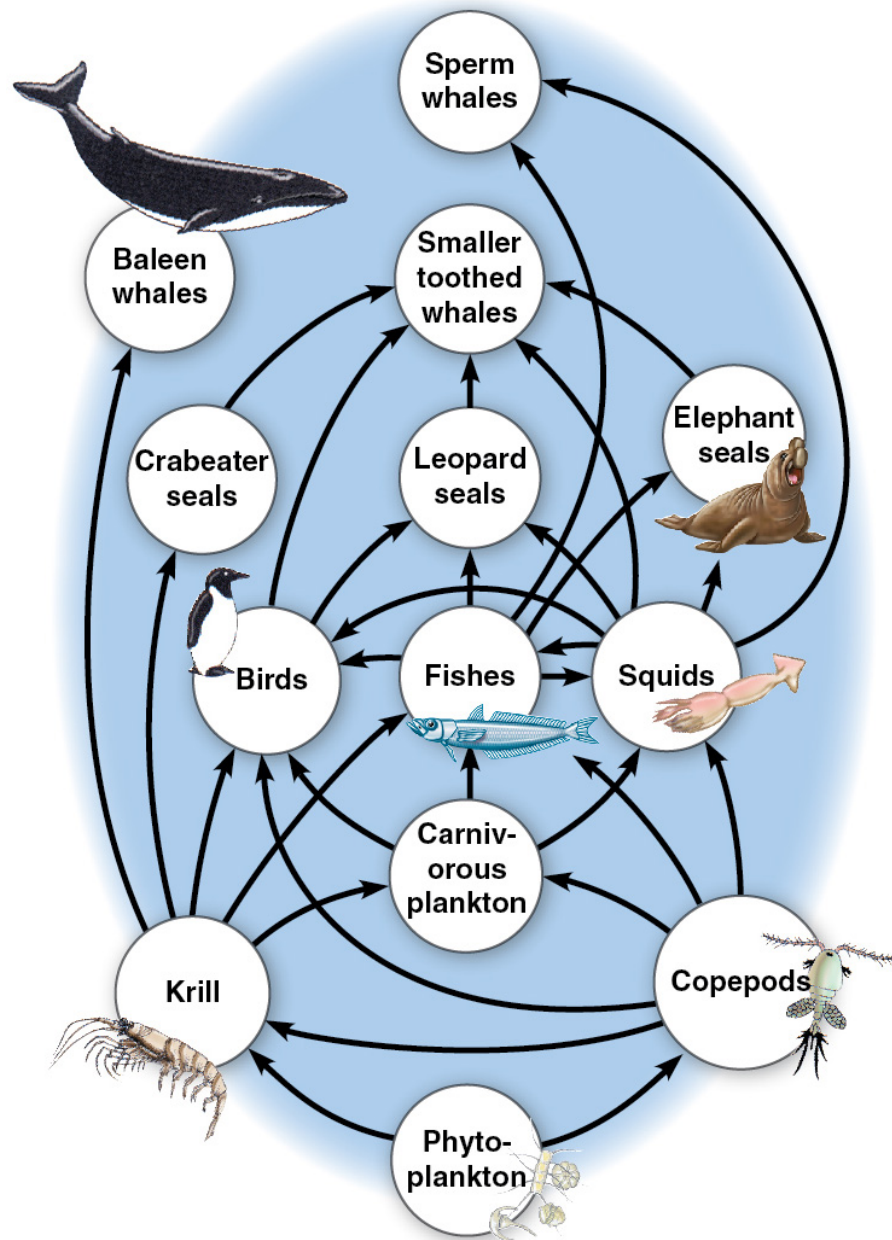 Sperm
whales
Baleen
whales
Smaller
toothed
whales
Crabeater
seals
Leopard
seals
Elephant
seals
Birds
Fishes
Squids
Carniv-
orous
plankton
Krill
Copepods
Phyto-
plankton